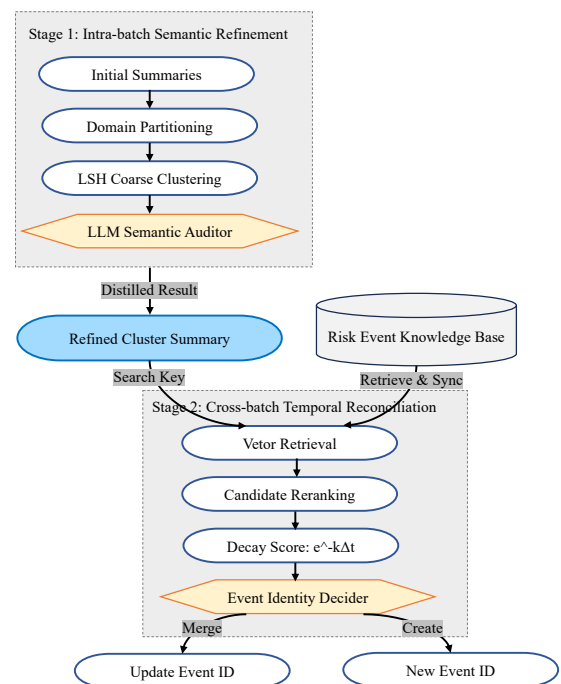 Stage 1: Intra-batch Semantic Refinement
Initial Summaries
Domain Partitioning
LSH Coarse Clustering
LLM Semantic Auditor
Distilled Result
Refined Cluster Summary
Risk Event Knowledge Base
Search Key
Retrieve & Sync
Stage 2: Cross-batch Temporal Reconciliation
Vetor Retrieval
Candidate Reranking
Decay Score: e^-kΔt
Event Identity Decider
Merge
Create
Update Event ID
New Event ID